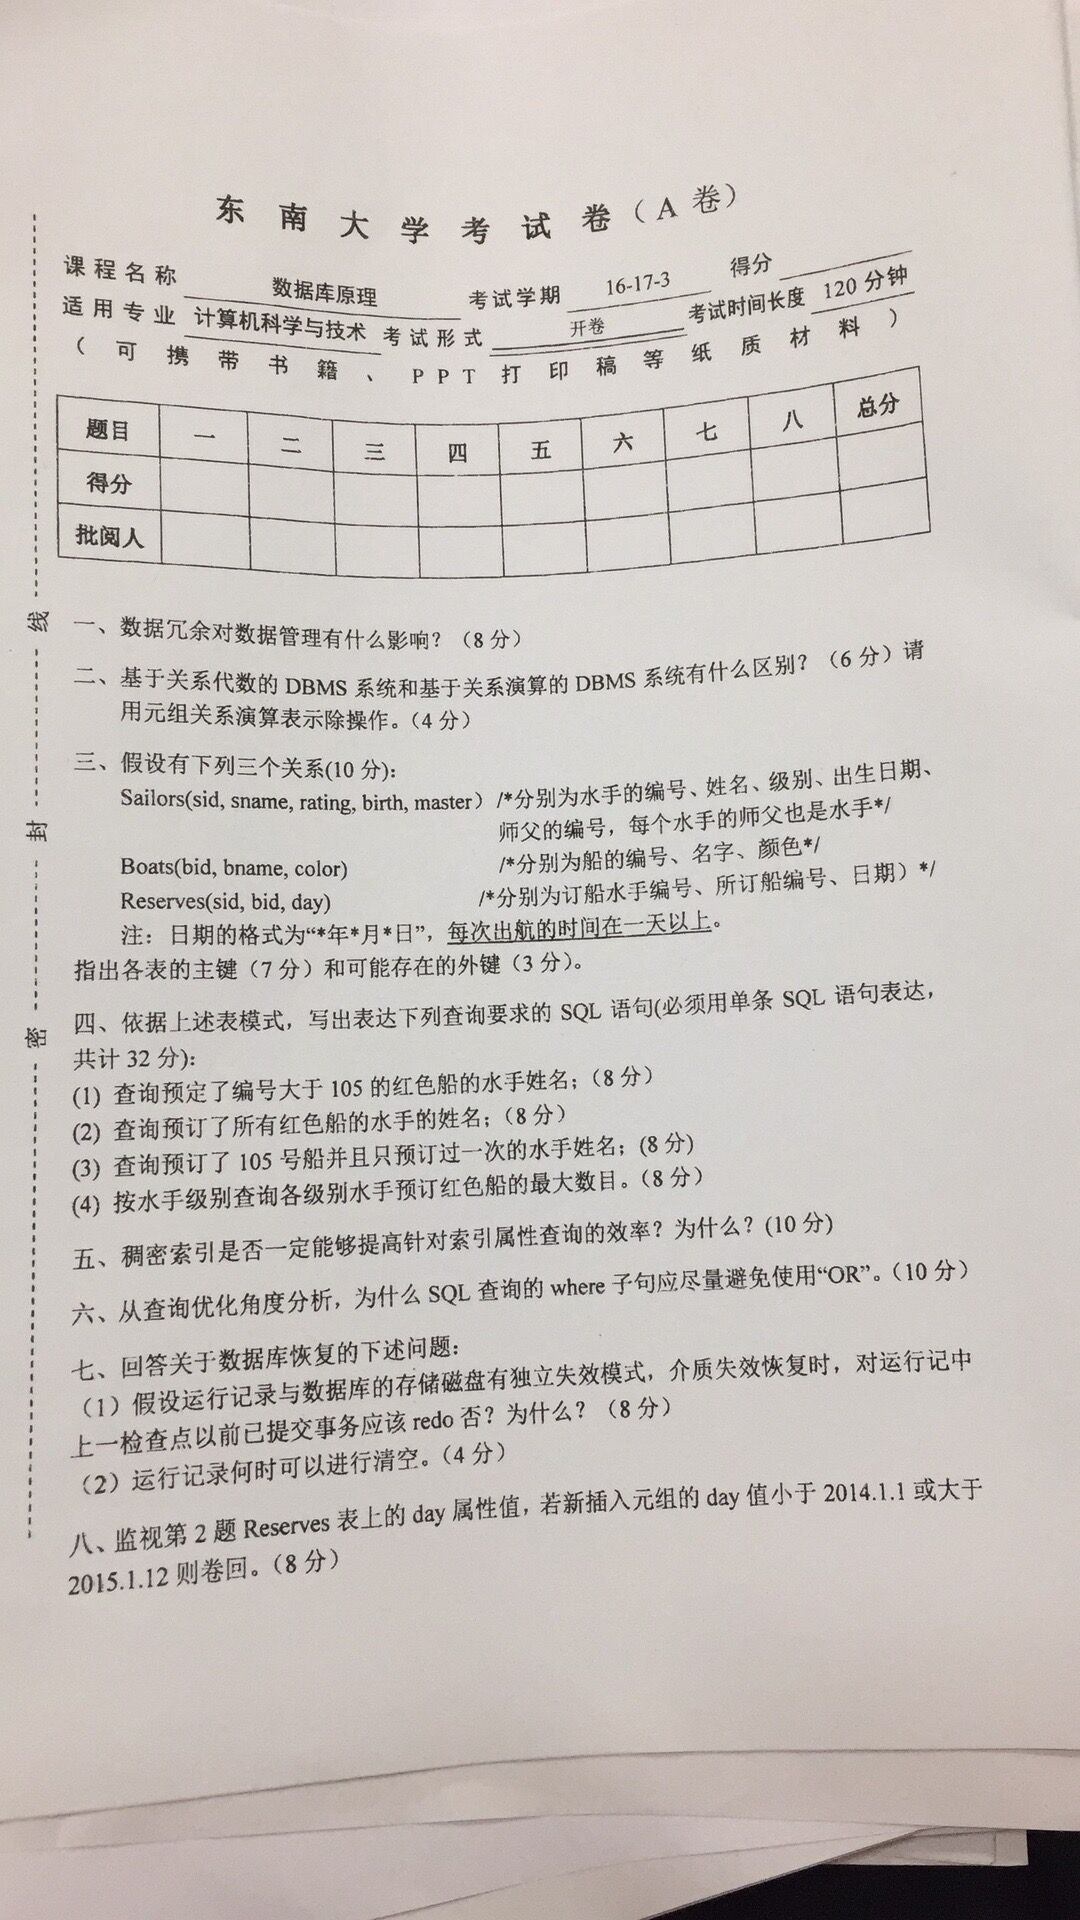 东南大学考试卷（A 卷）
课程名称 数据库原理 考试学期 16-17-3 得分
适用专业 计算机科学与技术 考试形式 开卷 考试时间长度 120 分钟
（可携带书籍、PPT打印稿等纸质材料）
题目 一 二 三 四 五 六 七 八 总分
得分
批阅人
一、数据冗余对数据管理有什么影响？（8 分）
二、基于关系代数的 DBMS 系统和基于关系演算的 DBMS 系统有什么区别？（6 分）请
用元组关系演算表示除操作。（4 分）
三、假设有下列三个关系(10 分):
Sailors(sid, sname, rating, birth, master）/*分别为水手的编号、姓名、级别、出生日期、
师父的编号，每个水手的师父也是水手*/
Boats(bid, bname, color) /*分别为船的编号、名字、颜色*/
Reserves(sid, bid, day) /*分别为订船水手编号、所订船编号、日期）*/
注：日期的格式为“*年*月*日”，每次出航的时间在一天以上。
指出各表的主键（7 分）和可能存在的外键（3 分）。
四、依据上述表模式，写出表达下列查询要求的 SQL 语句(必须用单条 SQL 语句表达，
共计 32 分):
(1) 查询预定了编号大于 105 的红色船的水手姓名；（8 分）
(2) 查询预订了所有红色船的水手的姓名；（8 分）
(3) 查询预订了 105 号船并且只预订过一次的水手姓名；(8 分)
(4) 按水手级别查询各级别水手预订红色船的最大数目。（8 分）
五、稠密索引是否一定能够提高针对索引属性查询的效率？为什么？(10 分)
六、从查询优化角度分析，为什么 SQL 查询的 where 子句应尽量避免使用“OR”。（10 分）
七、回答关于数据库恢复的下述问题：
（1）假设运行记录与数据库的存储磁盘有独立失效模式，介质失效恢复时，对运行记中
上一检查点以前已提交事务应该 redo 否？为什么？（8 分）
（2）运行记录何时可以进行清空。（4 分）
八、监视第 2 题 Reserves 表上的 day 属性值，若新插入元组的 day 值小于 2014.1.1 或大于
2015.1.12 则卷回。（8 分）
线
封
密